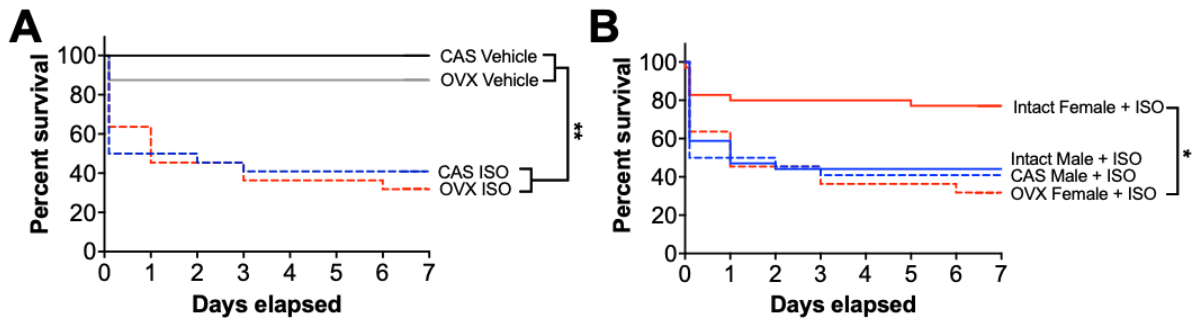 A
Percent survival
100
80
60
40
20
0
0 1 2 3 4 5 6 7
Days elapsed
CAS Vehicle
OVX Vehicle
CAS ISO
OVX ISO
**
B
Percent survival
100
80
60
40
20
0
0 1 2 3 4 5 6 7
Days elapsed
Intact Female + ISO
Intact Male + ISO
CAS Male + ISO
OVX Female + ISO
*